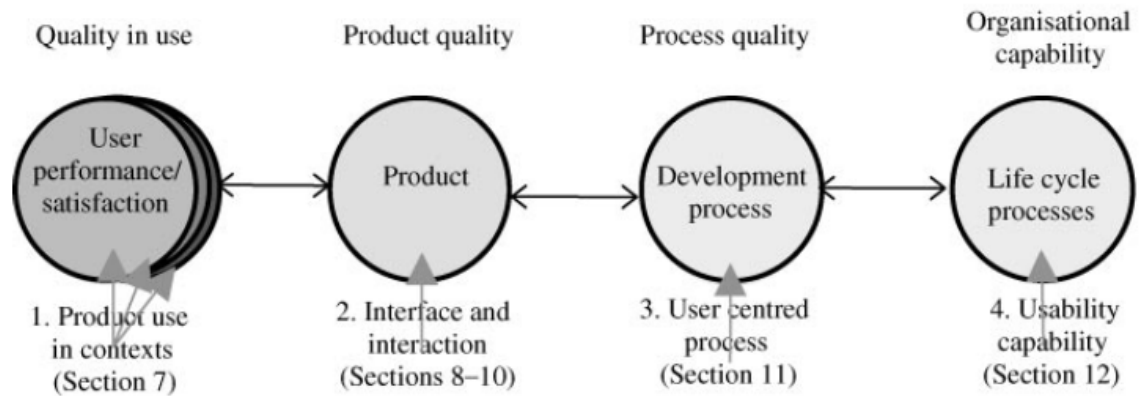 Quality in use
Product quality
Process quality
Organisational
capability
User
performance/
satisfaction
Product
Development
process
Life cycle
processes
1. Product use
in contexts
(Section 7)
2. Interface and
interaction
(Sections 8–10)
3. User centred
process
(Section 11)
4. Usability
capability
(Section 12)